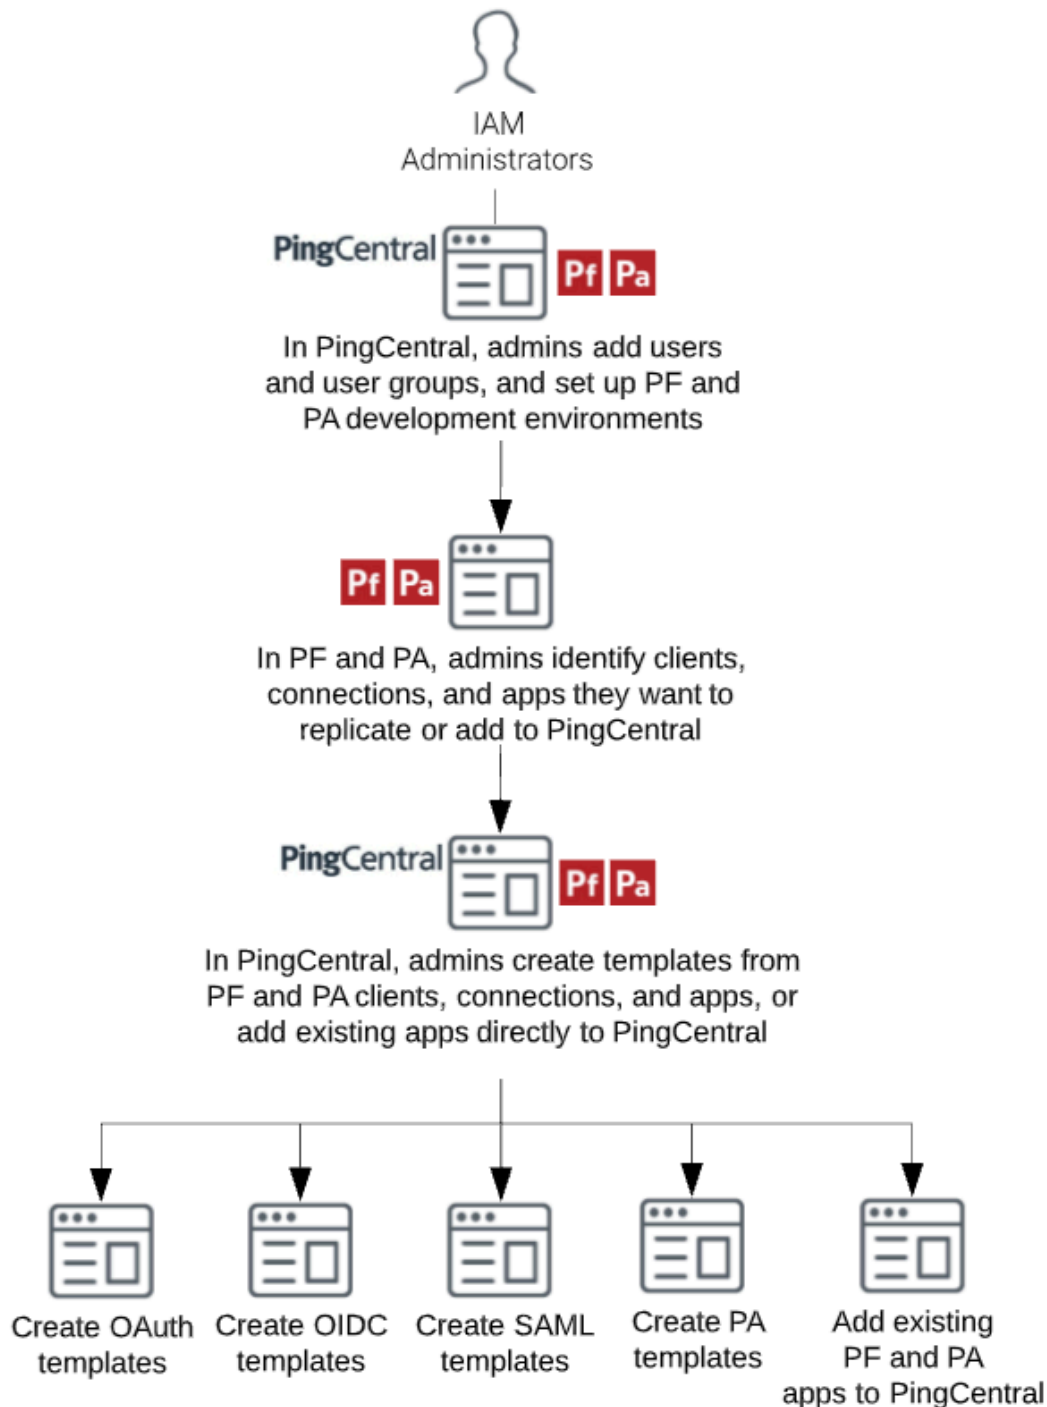 IAM
Administrators
PingCentral
Pf Pa
In PingCentral, admins add users
and user groups, and set up PF and
PA development environments
Pf Pa
In PF and PA, admins identify clients,
connections, and apps they want to
replicate or add to PingCentral
PingCentral
Pf Pa
In PingCentral, admins create templates from
PF and PA clients, connections, and apps, or
add existing apps directly to PingCentral
Create OAuth
templates
Create OIDC
templates
Create SAML
templates
Create PA
templates
Add existing
PF and PA
apps to PingCentral